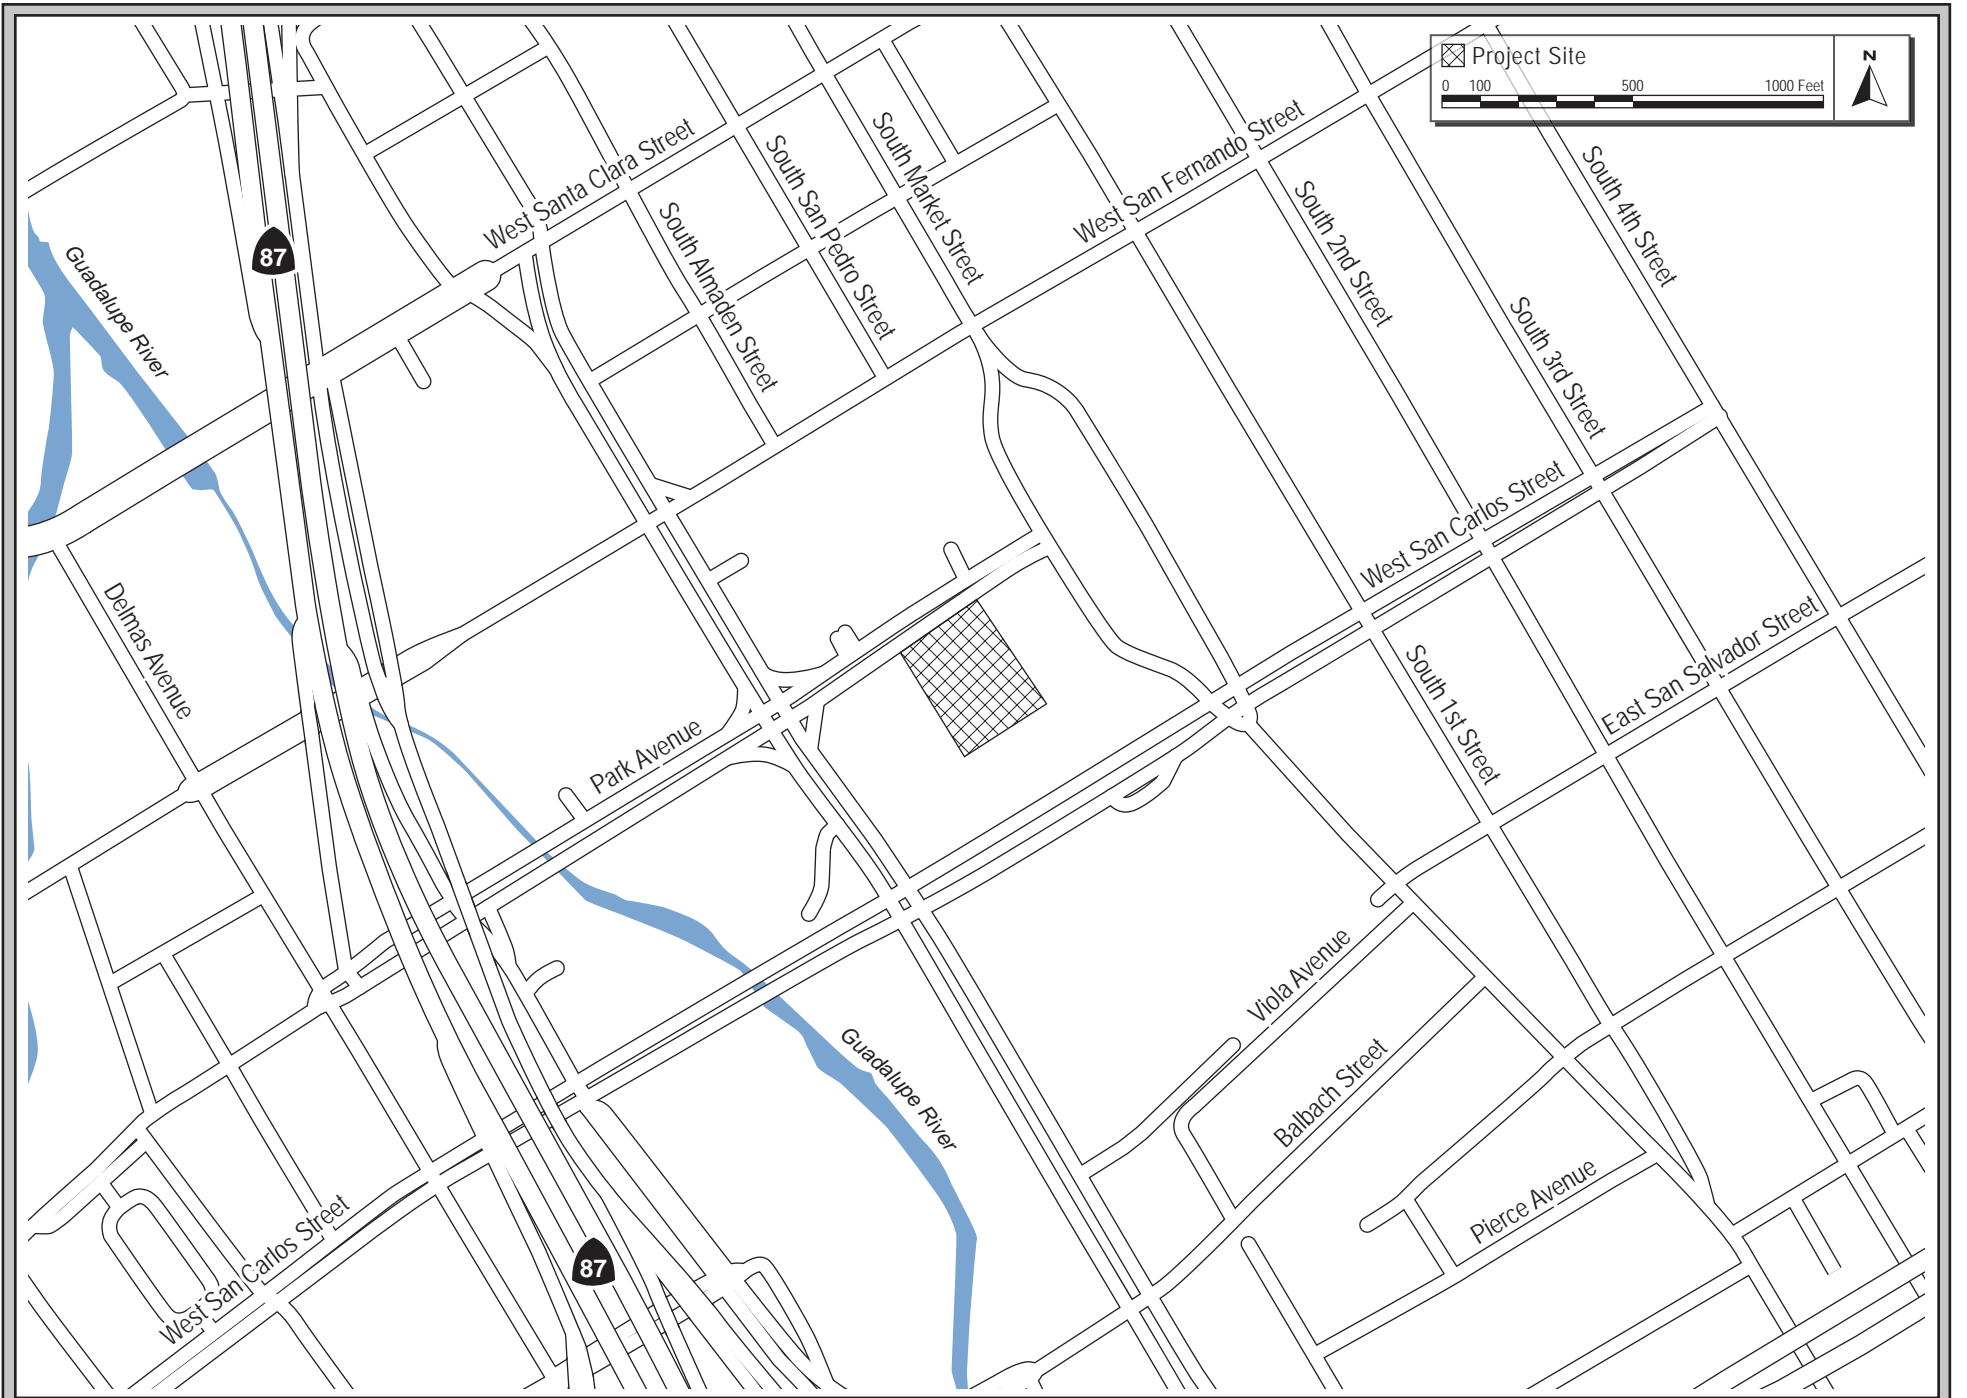 Project Site
N
0 100 500 1000 Feet
West Santa Clara Street
South San Pedro Street
South Market Street
West San Fernando Street
South 4th Street
South 2nd Street
South Almaden Street
South 3rd Street
87
Guadalupe River
West San Carlos Street
Delmas Avenue
East San Salvador Street
South 1st Street
Park Avenue
Viola Avenue
Guadalupe River
Balbach Street
Pierce Avenue
West San Carlos Street
87